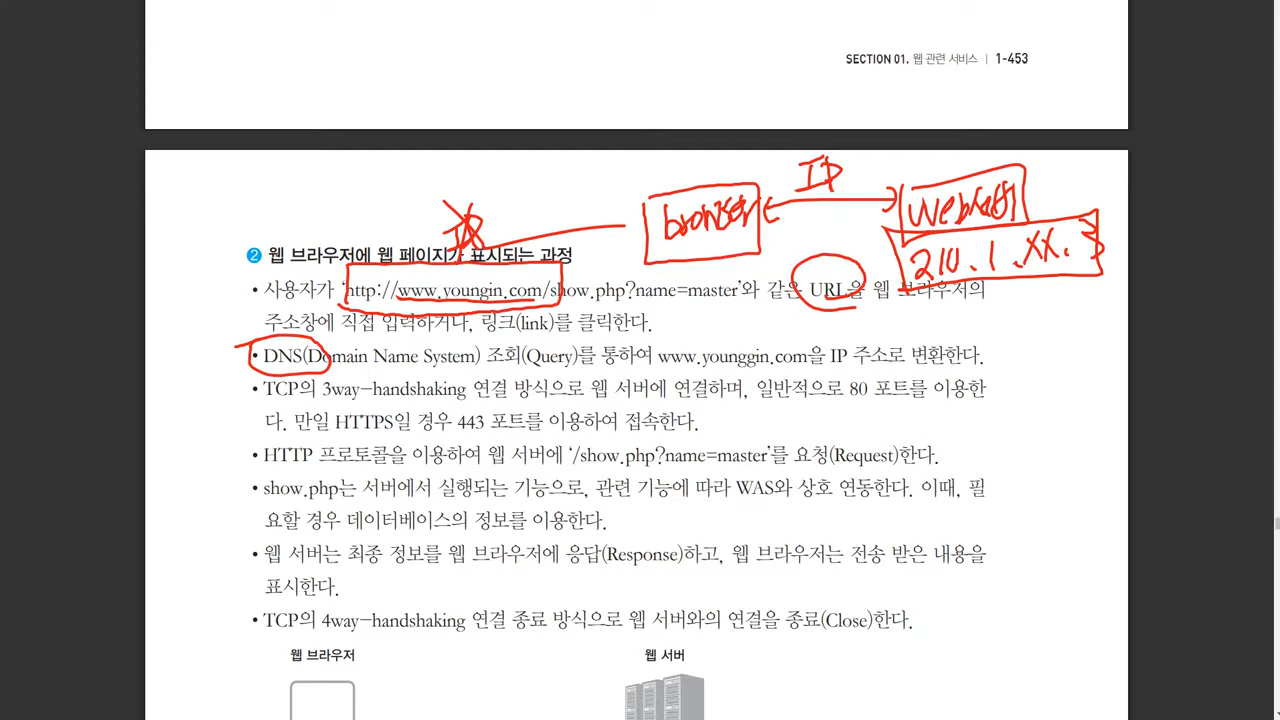 SECTION 01. 웹 관련 서비스 | 1-453
IP
browser
210.1.XX.
❷ 웹 브라우저에 웹 페이지가 표시되는 과정
• 사용자가 'http://www.youngin.com/show.php?name=master'와 같은 URL을 웹 브라우저의
주소창에 직접 입력하거나, 링크(link)를 클릭한다.
• DNS(Domain Name System) 조회(Query)를 통하여 www.younggin.com을 IP 주소로 변환한다.
• TCP의 3way-handshaking 연결 방식으로 웹 서버에 연결하며, 일반적으로 80 포트를 이용한
다. 만일 HTTPS일 경우 443 포트를 이용하여 접속한다.
• HTTP 프로토콜을 이용하여 웹 서버에 '/show.php?name=master'를 요청(Request)한다.
• show.php는 서버에서 실행되는 기능으로, 관련 기능에 따라 WAS와 상호 연동한다. 이때, 필
요할 경우 데이터베이스의 정보를 이용한다.
• 웹 서버는 최종 정보를 웹 브라우저에 응답(Response)하고, 웹 브라우저는 전송 받은 내용을
표시한다.
• TCP의 4way-handshaking 연결 종료 방식으로 웹 서버와의 연결을 종료(Close)한다.
웹 브라우저
웹 서버